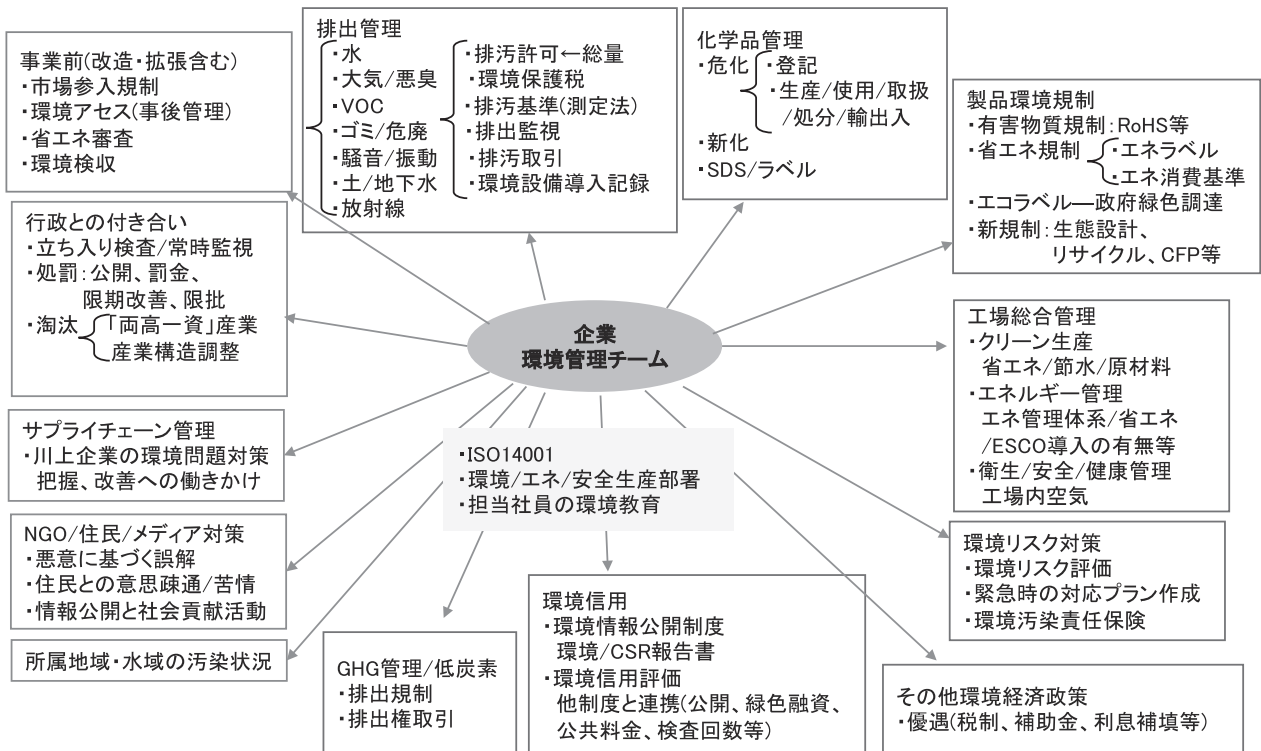 事業前(改造・拡張含む)
・市場参入規制
・環境アセス(事後管理)
・省エネ審査
・環境検収
排出管理
・水
・大気/悪臭
・VOC
・ゴミ/危廃
・騒音/振動
・土/地下水
・放射線
・排汚許可←総量
・環境保護税
・排汚基準(測定法)
・排出監視
・排汚取引
・環境設備導入記録
化学品管理
・危化
・登記
・生産/使用/取扱
/処分/輸出入
・新化
・SDS/ラベル
製品環境規制
・有害物質規制:RoHS等
・省エネ規制
・エネラベル
・エネ消費基準
・エコラベル―政府緑色調達
・新規制:生態設計、
リサイクル、CFP等
行政との付き合い
・立ち入り検査/常時監視
・処罰:公開、罰金、
限期改善、限批
・淘汰
「両高一資」産業
産業構造調整
企業
環境管理チーム
工場総合管理
・クリーン生産
省エネ/節水/原材料
・エネルギー管理
エネ管理体系/省エネ
/ESCO導入の有無等
・衛生/安全/健康管理
工場内空気
サプライチェーン管理
・川上企業の環境問題対策
把握、改善への働きかけ
・ISO14001
・環境/エネ/安全生産部署
・担当社員の環境教育
NGO/住民/メディア対策
・悪意に基づく誤解
・住民との意思疎通/苦情
・情報公開と社会貢献活動
環境リスク対策
・環境リスク評価
・緊急時の対応プラン作成
・環境汚染責任保険
所属地域・水域の汚染状況
GHG管理/低炭素
・排出規制
・排出権取引
環境信用
・環境情報公開制度
環境/CSR報告書
・環境信用評価
他制度と連携(公開、緑色融資、
公共料金、検査回数等)
その他環境経済政策
・優遇(税制、補助金、利息補填等)